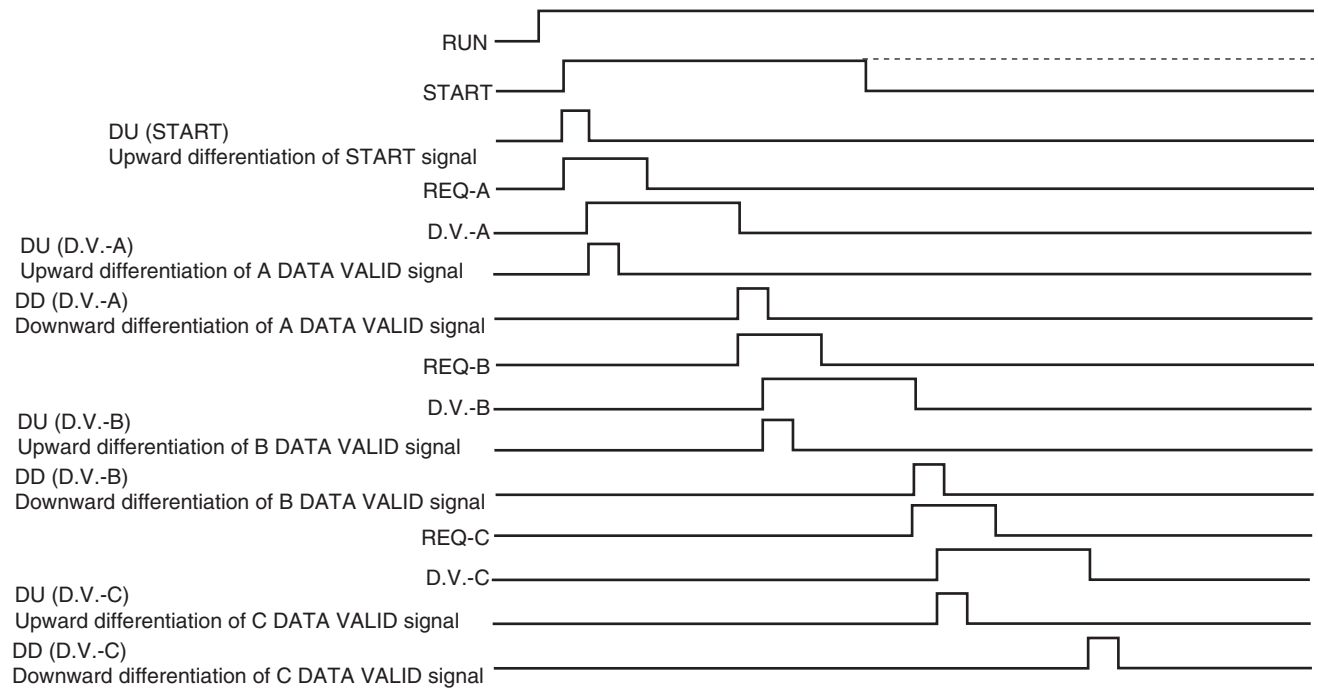 RUN
START
DU (START)
Upward differentiation of START signal
REQ-A
D.V.-A
DU (D.V.-A)
Upward differentiation of A DATA VALID signal
DD (D.V.-A)
Downward differentiation of A DATA VALID signal
REQ-B
D.V.-B
DU (D.V.-B)
Upward differentiation of B DATA VALID signal
DD (D.V.-B)
Downward differentiation of B DATA VALID signal
REQ-C
D.V.-C
DU (D.V.-C)
Upward differentiation of C DATA VALID signal
DD (D.V.-C)
Downward differentiation of C DATA VALID signal